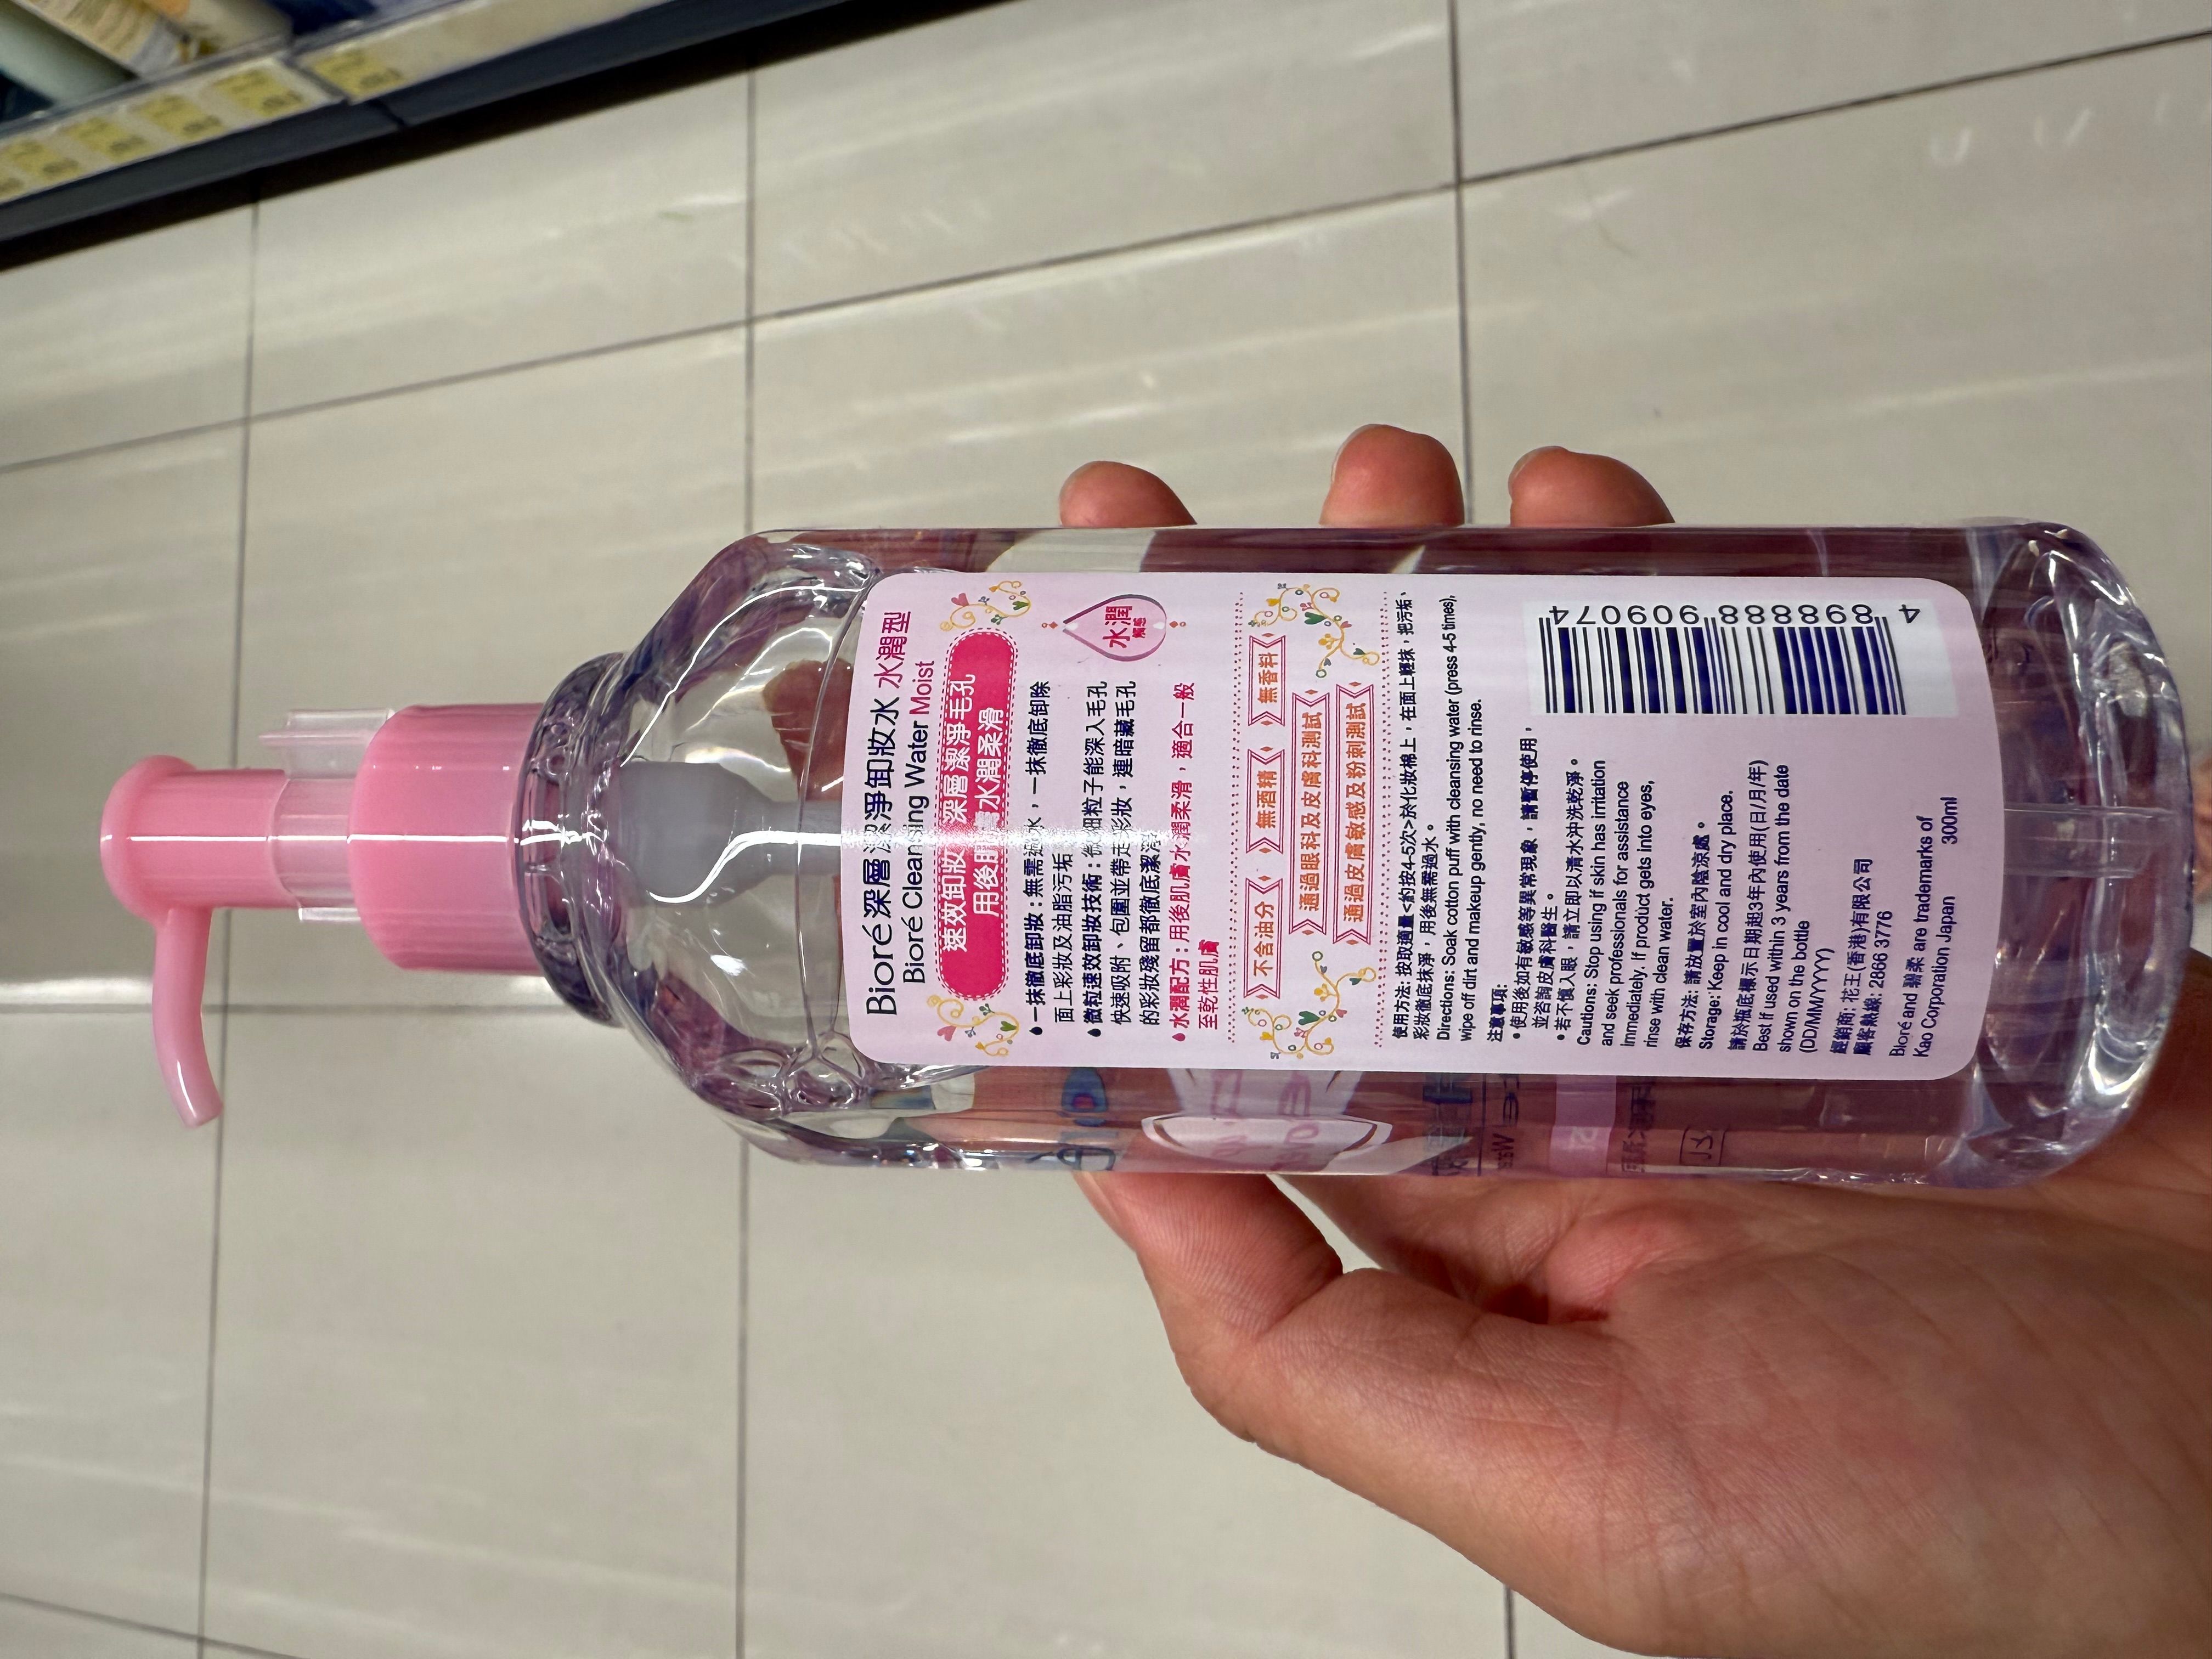 Bioré 深層潔淨卸妝水 水潤型
Bioré Cleansing Water Moist
速效卸妝 深層潔淨毛孔
用後肌膚水潤柔滑
一抹徹底卸妝：無需過水，一抹徹底卸除
面上彩妝及油脂污垢
微粒速效卸妝技術：微細粒子能深入毛孔
快速吸附、包圍並帶走彩妝，連暗藏毛孔
的彩妝殘留都徹底潔淨
水潤配方：用後肌膚水潤柔滑，適合一般
至乾性肌膚
水潤
觸感
不含油分 無酒精 無香料
通過眼科及皮膚科測試
通過皮膚敏感及粉刺測試
使用方法: 按取適量<約按4-5次>於化妝棉上，在面上輕抹，把污垢、
彩妝徹底抹淨，用後無需過水。
Directions: Soak cotton puff with cleansing water (press 4-5 times),
wipe off dirt and makeup gently, no need to rinse.
注意事項:
• 使用後如有敏感等異常現象，請暫停使用，
並咨詢皮膚科醫生。
• 若不慎入眼，請立即以清水沖洗乾淨。
Cautions: Stop using if skin has irritation
and seek professionals for assistance
immediately. If product gets into eyes,
rinse with clean water.
保存方法: 請放置於室內陰涼處。
Storage: Keep in cool and dry place.
請於瓶底標示日期起3年內使用(日/月/年)
Best if used within 3 years from the date
shown on the bottle
(DD/MM/YYYY)
經銷商: 花王(香港)有限公司
顧客熱線: 2866 3776
Bioré and 碧柔 are trademarks of
Kao Corporation Japan 300ml
4 898888 909074